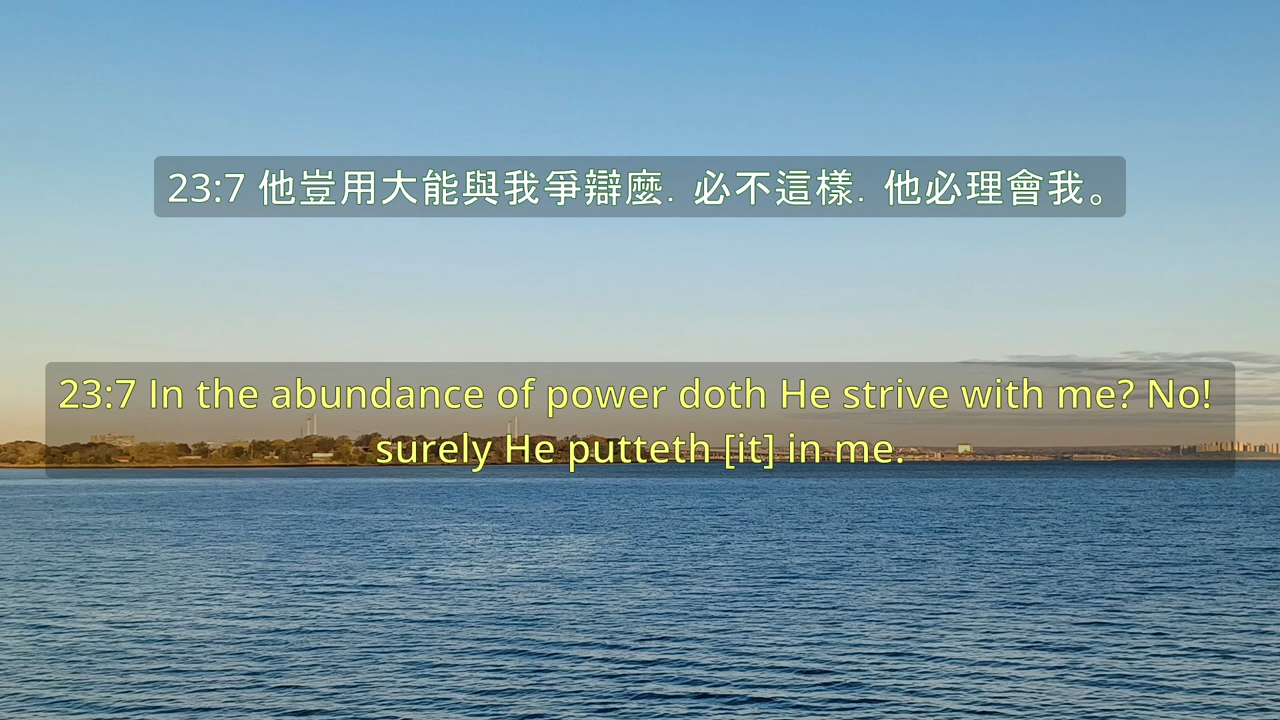 23:7 他豈用大能與我爭辯麼. 必不這樣. 他必理會我。
23:7 In the abundance of power doth He strive with me? No!
surely He putteth [it] in me.